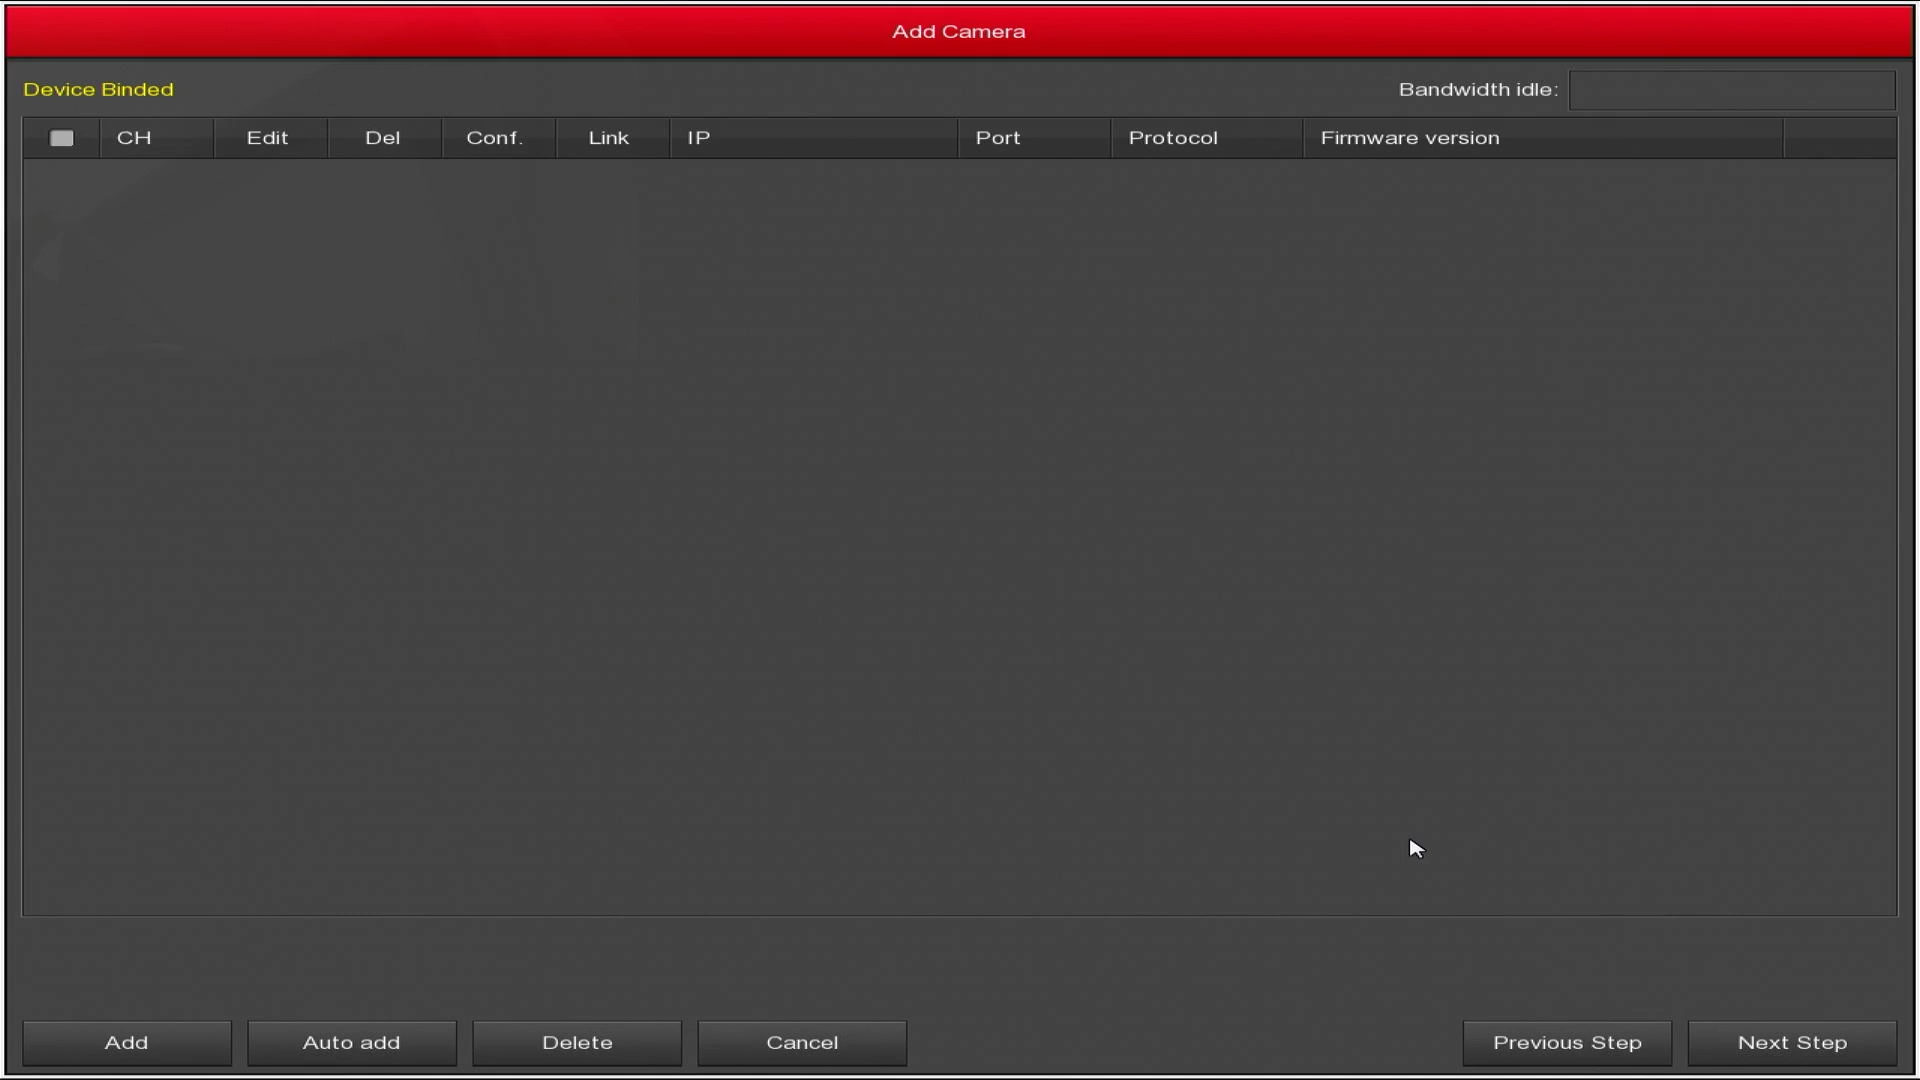 Add Camera
Device Binded Bandwidth idle:
CH Edit Del Conf. Link IP Port Protocol Firmware version
Add Auto add Delete Cancel Previous Step Next Step